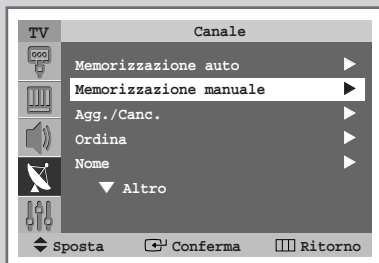 TV Canale
Memorizzazione auto
Memorizzazione manuale
Agg./Canc.
Ordina
Nome
Altro
Sposta Conferma Ritorno